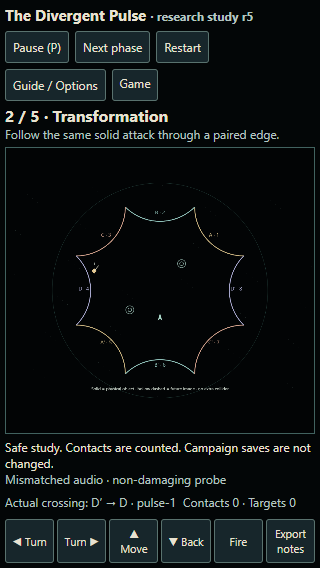 The Divergent Pulse · research study r5
Pause (P)
Next phase
Restart
Guide / Options
Game
2 / 5 · Transformation
Follow the same solid attack through a paired edge.
Safe study. Contacts are counted. Campaign saves are not
changed.
Mismatched audio · non-damaging probe
Actual crossing: D′ → D · pulse-1 Contacts 0 · Targets 0
◀ Turn
Turn ▶
▲
Move
▼ Back
Fire
Export
notes